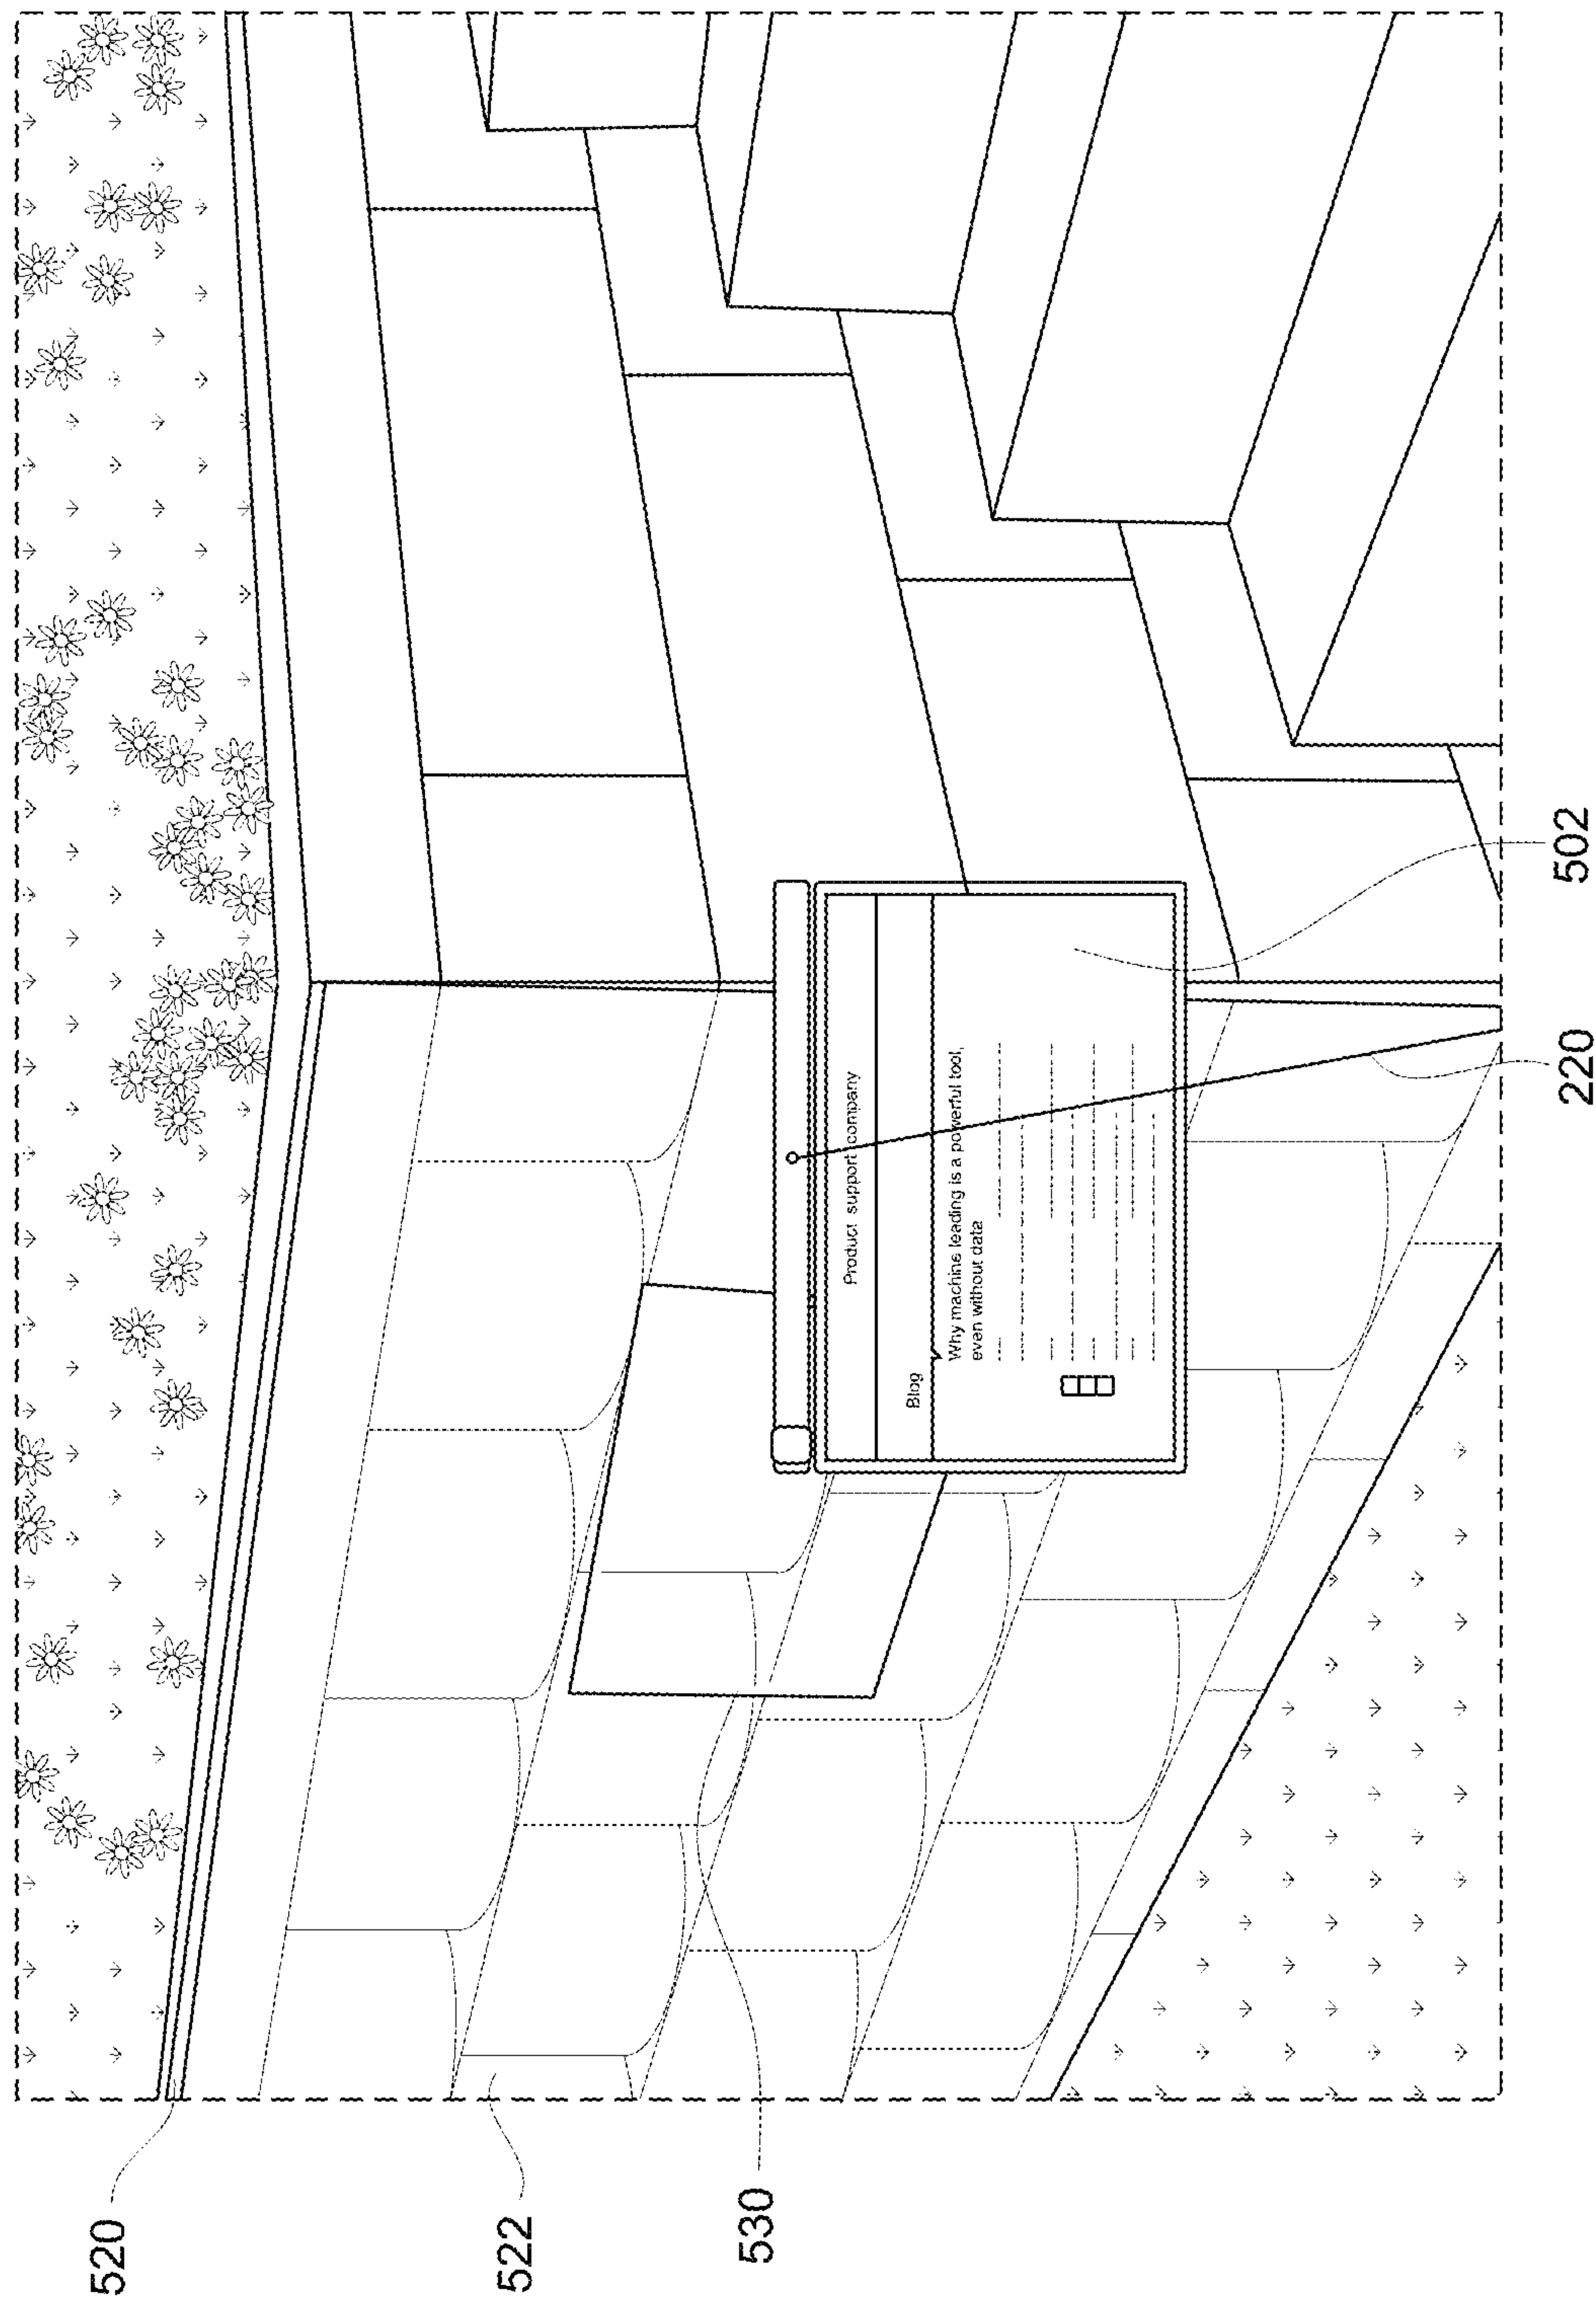 Product support company
Blog
Why machine leading is a powerful tool,
even without data
502
220
520
522
530